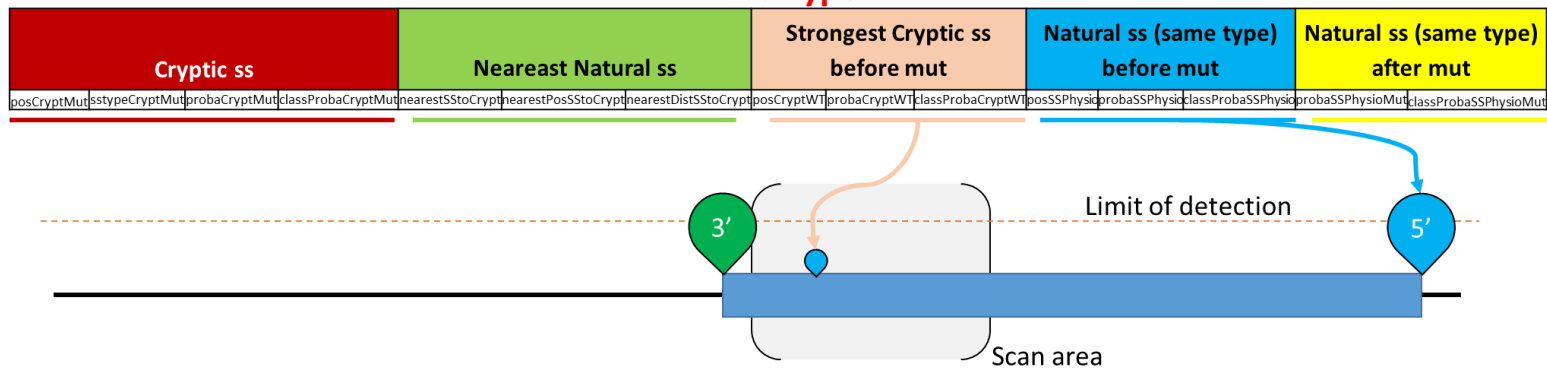 Cryptic ss
Neareast Natural ss
Strongest Cryptic ss
before mut
Natural ss (same type)
before mut
Natural ss (same type)
after mut
posCryptMut sstypeCryptMut probaCryptMut classProbaCryptMut nearestSStoCrypt nearestPosSStoCrypt nearestDistSStoCrypt posCryptWT probaCryptWT classProbaCryptWT posSSPhysio probaSSPhysio classProbaSSPhysio probaSSPhysioMut classProbaSSPhysioMut
Limit of detection
3’
5’
Scan area